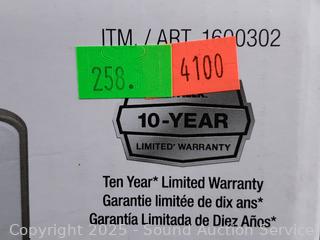 ITM. / ART. 1600302
258.
4100
10-YEAR
LIMITED* WARRANTY
Ten Year* Limited Warranty
Garantie limitée de dix ans*
Garantía Limitada de Diez Años*
Copyright 2025 - Sound Auction Service